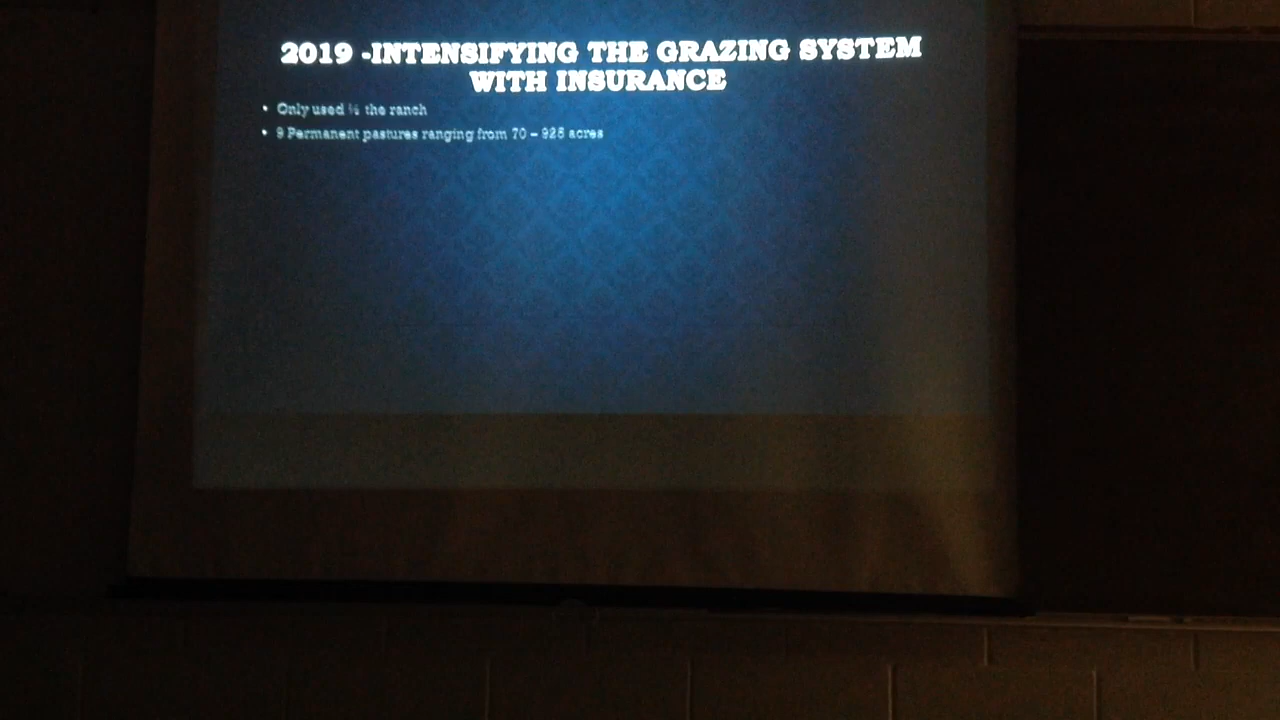 2019 -INTENSIFYING THE GRAZING SYSTEM
WITH INSURANCE
• Only used ½ the ranch
• 9 Permanent pastures ranging from 70 – 925 acres